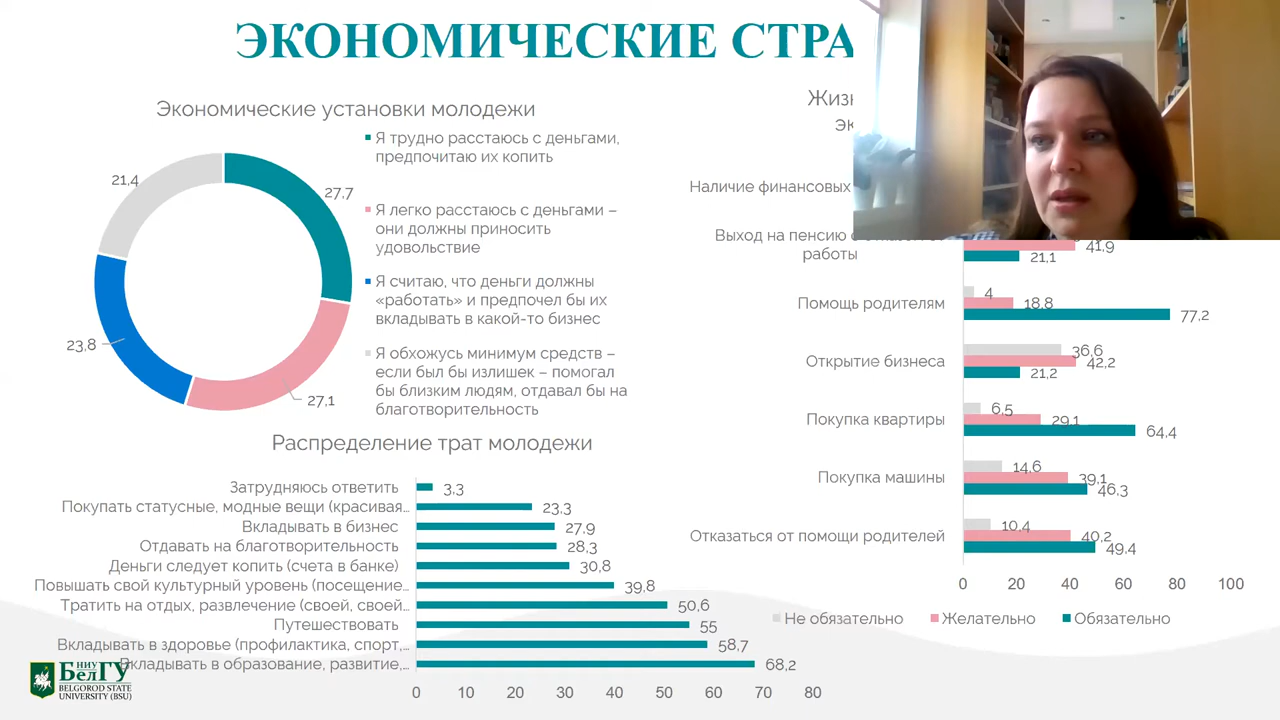 ЭКОНОМИЧЕСКИЕ СТРА
Экономические установки молодежи
21,4
27,7
23,8
27,1
Я трудно расстаюсь с деньгами,
предпочитаю их копить
Я легко расстаюсь с деньгами –
они должны приносить
удовольствие
Я считаю, что деньги должны
«работать» и предпочел бы их
вкладывать в какой-то бизнес
Я обхожусь минимум средств –
если был бы излишек – помогал
бы близким людям, отдавал бы на
благотворительность
Распределение трат молодежи
Затрудняюсь ответить 3,3
Покупать статусные, модные вещи (красивая… 23,3
Вкладывать в бизнес 27,9
Отдавать на благотворительность 28,3
Деньги следует копить (счета в банке) 30,8
Повышать свой культурный уровень (посещение… 39,8
Тратить на отдых, развлечение (своей, своей… 50,6
Путешествовать 55
Вкладывать в здоровье (профилактика, спорт,… 58,7
Вкладывать в образование, развитие,… 68,2
0 10 20 30 40 50 60 70 80
НИУ
БелГУ
BELGOROD STATE
UNIVERSITY (BSU)
Жизн
эк
Наличие финансовых
Выход на пенсию
работы
41,9
21,1
Помощь родителям
4
18,8
77,2
Открытие бизнеса
36,6
42,2
21,2
Покупка квартиры
6,5
29,1
64,4
Покупка машины
14,6
39,1
46,3
Отказаться от помощи родителей
10,4
40,2
49,4
0 20 40 60 80 100
Не обязательно Желательно Обязательно